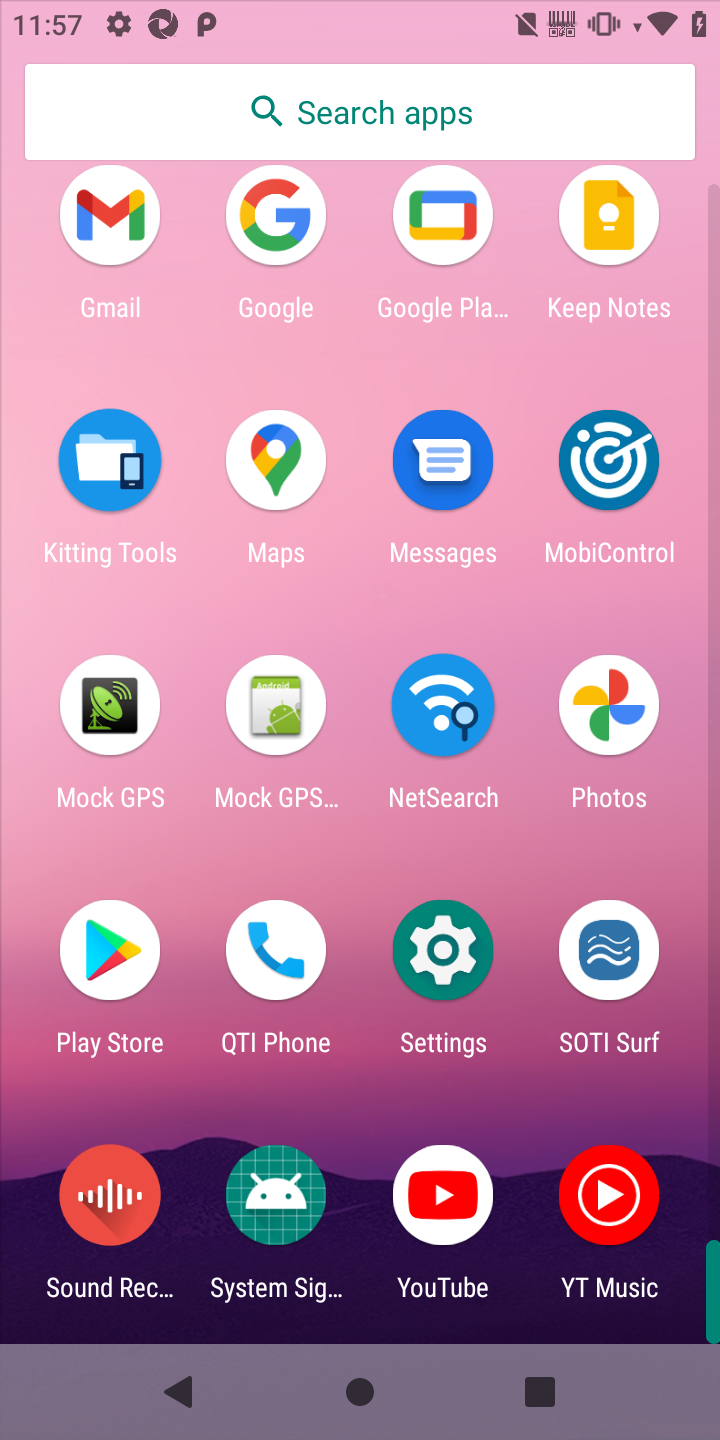 11:57
Search apps
Gmail Google Google Pla... Keep Notes
Kitting Tools Maps Messages MobiControl
Mock GPS Mock GPS... NetSearch Photos
Play Store QTI Phone Settings SOTI Surf
Sound Rec... System Sig... YouTube YT Music